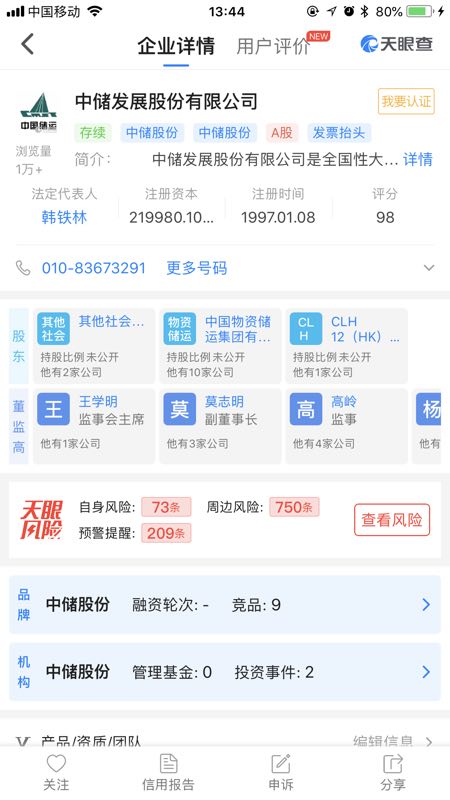 中国移动 13:44 80%
企业详情 用户评价 NEW 天眼查
中储发展股份有限公司 我要认证
中国储运
存续 中储股份 中储股份 A股 发票抬头
浏览量
1万+
简介： 中储发展股份有限公司是全国性大... 详情
法定代表人 注册资本 注册时间 评分
韩铁林 219980.10... 1997.01.08 98
010-83673291 更多号码
股东
其他社会 其他社会...
持股比例 未公开
他有2家公司
物资储运 中国物资储运集团有...
持股比例 未公开
他有10家公司
CLH CLH 12（HK）...
持股比例 未公开
他有1家公司
董监高
王 王学明
监事会主席
他有1家公司
莫 莫志明
副董事长
他有3家公司
高 高岭
监事
他有4家公司
杨
他有
天眼风险
自身风险: 73条 周边风险: 750条
预警提醒: 209条
查看风险
品牌 中储股份 融资轮次: - 竞品: 9
机构 中储股份 管理基金: 0 投资事件: 2
产品/资质/团队 编辑信息
关注 信用报告 申诉 分享